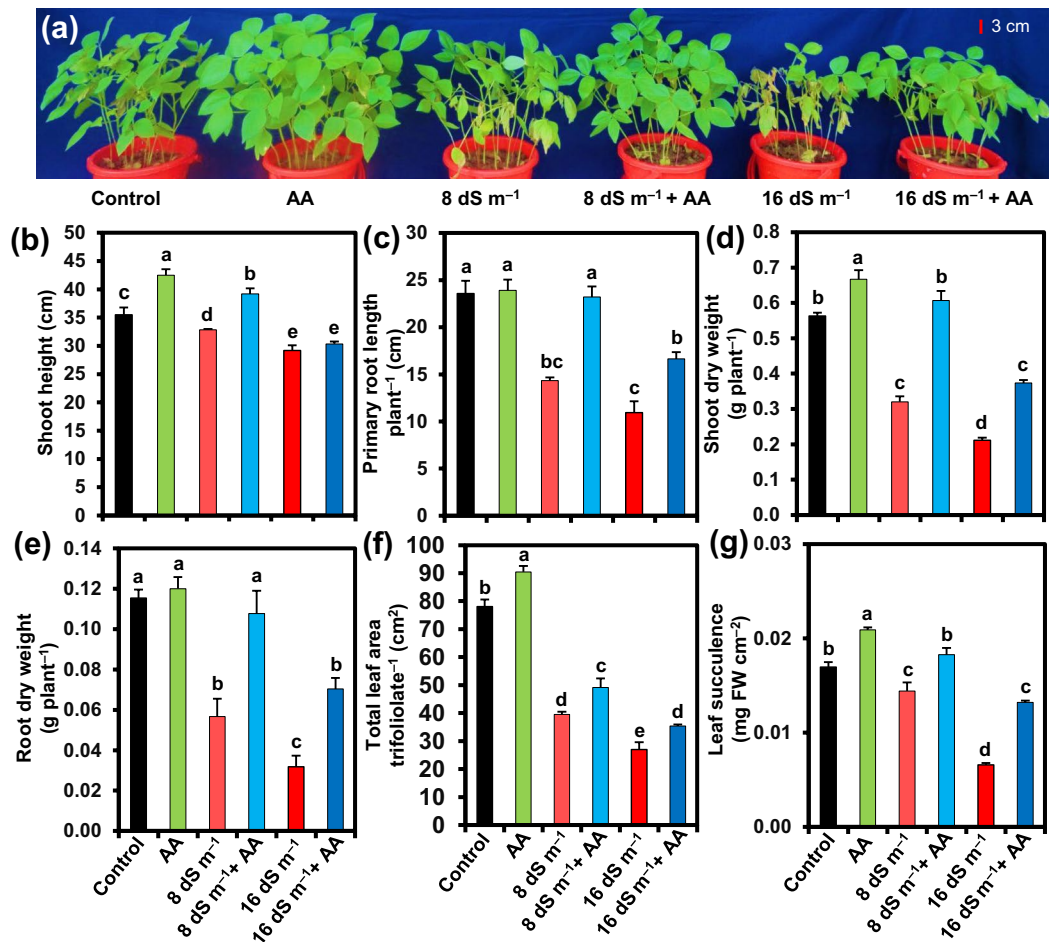 (a)
3 cm
Control AA 8 dS m⁻¹ 8 dS m⁻¹ + AA 16 dS m⁻¹ 16 dS m⁻¹ + AA
(b)
Shoot height (cm)
50
45
40
35
30
25
20
15
10
5
0
c a d b e e
(c)
Primary root length
plant⁻¹ (cm)
30
25
20
15
10
5
0
a a bc a c b
(d)
Shoot dry weight
(g plant⁻¹)
0.8
0.7
0.6
0.5
0.4
0.3
0.2
0.1
0.0
b a c b d c
(e)
Root dry weight
(g plant⁻¹)
0.14
0.12
0.10
0.08
0.06
0.04
0.02
0.00
a a b a c b
Control
AA
8 dS m⁻¹
8 dS m⁻¹+ AA
16 dS m⁻¹
16 dS m⁻¹+ AA
(f)
Total leaf area
trifoliolate⁻¹ (cm²)
100
90
80
70
60
50
40
30
20
10
0
b a d c e d
Control
AA
8 dS m⁻¹
8 dS m⁻¹+ AA
16 dS m⁻¹
16 dS m⁻¹+ AA
(g)
Leaf succulence
(mg FW cm⁻²)
0.03
0.02
0.01
0.00
b a c b d c
Control
AA
8 dS m⁻¹
8 dS m⁻¹+ AA
16 dS m⁻¹
16 dS m⁻¹+ AA